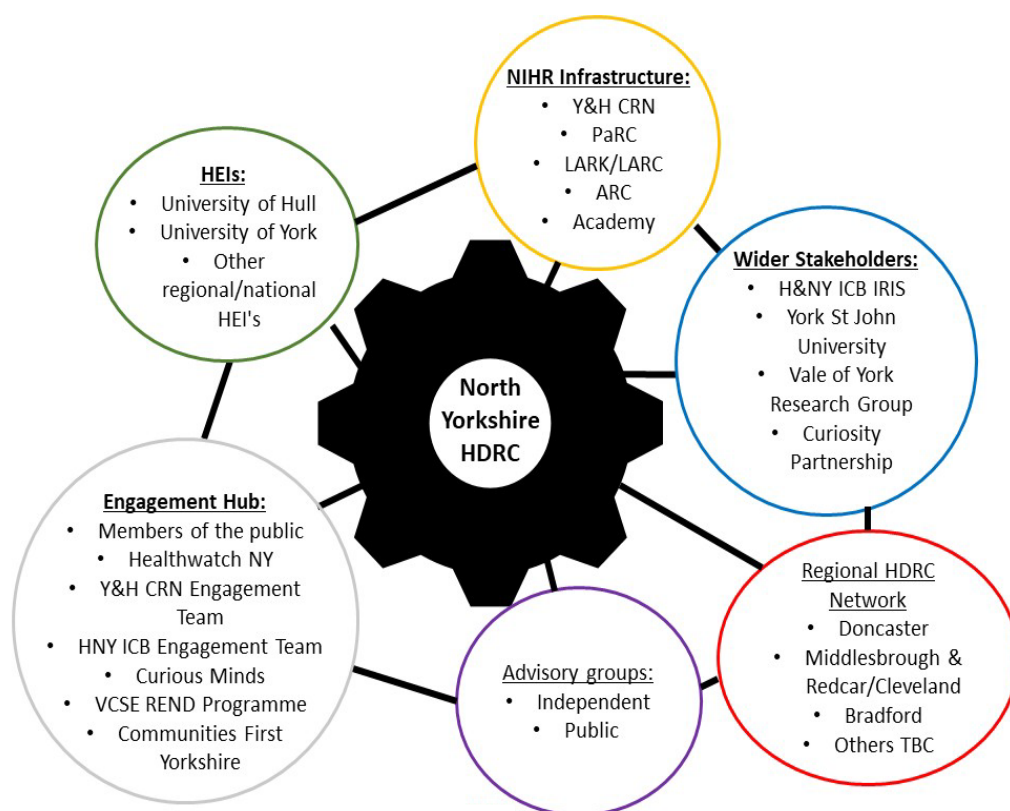 NIHR Infrastructure:
• Y&H CRN
• PaRC
• LARK/LARC
• ARC
• Academy
HEIs:
• University of Hull
• University of York
• Other
regional/national
HEI's
Wider Stakeholders:
• H&NY ICB IRIS
• York St John
University
• Vale of York
Research Group
• Curiosity
Partnership
North
Yorkshire
HDRC
Engagement Hub:
• Members of the public
• Healthwatch NY
• Y&H CRN Engagement
Team
• HNY ICB Engagement Team
• Curious Minds
• VCSE REND Programme
• Communities First
Yorkshire
Advisory groups:
• Independent
• Public
Regional HDRC
Network
• Doncaster
• Middlesbrough &
Redcar/Cleveland
• Bradford
• Others TBC